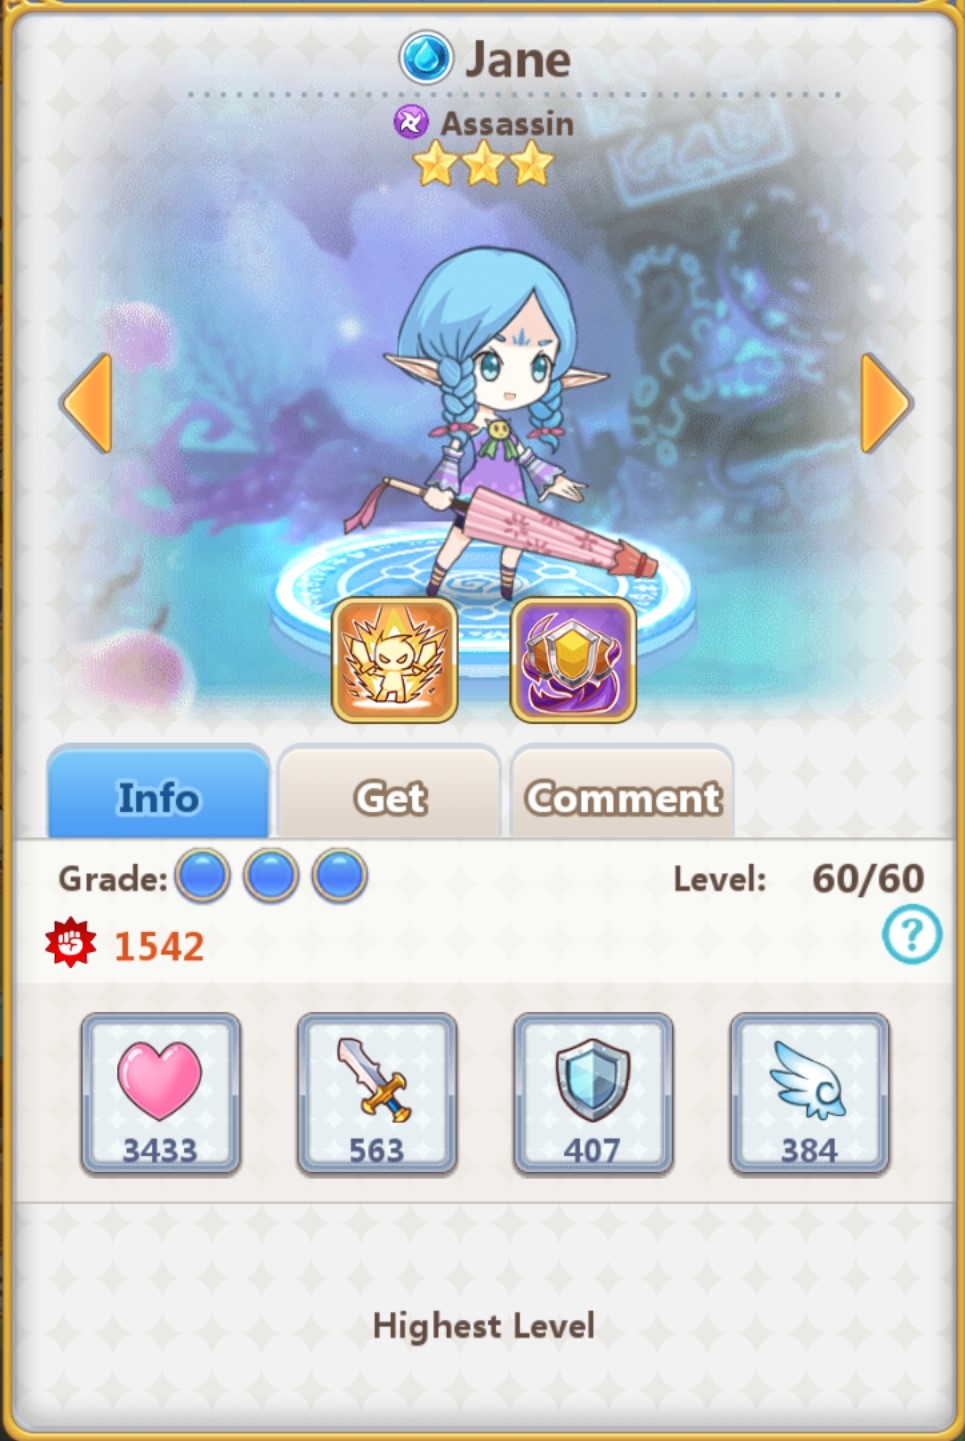 Jane
Assassin
Info
Get
Comment
Grade:
Level: 60/60
1542
?
3433
563
407
384
Highest Level